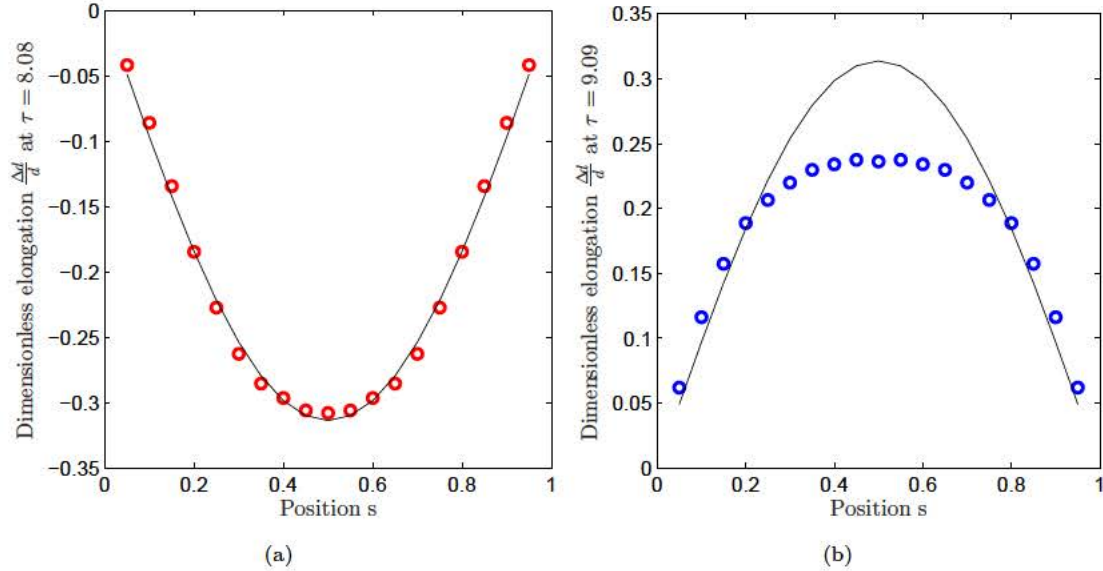 Dimensionless elongation Δd/d at τ = 8.08
0
−0.05
−0.1
−0.15
−0.2
−0.25
−0.3
−0.35
0 0.2 0.4 0.6 0.8 1
Position s
(a)
Dimensionless elongation Δd/d at τ = 9.09
0.35
0.3
0.25
0.2
0.15
0.1
0.05
0
0 0.2 0.4 0.6 0.8 1
Position s
(b)